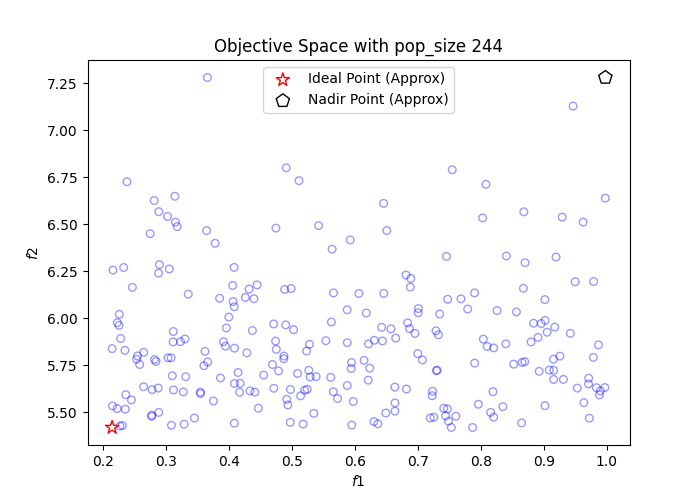 Objective Space with pop_size 244
Ideal Point (Approx)
Nadir Point (Approx)
7.25
7.00
6.75
6.50
6.25
6.00
5.75
5.50
f2
0.2 0.3 0.4 0.5 0.6 0.7 0.8 0.9 1.0
f1